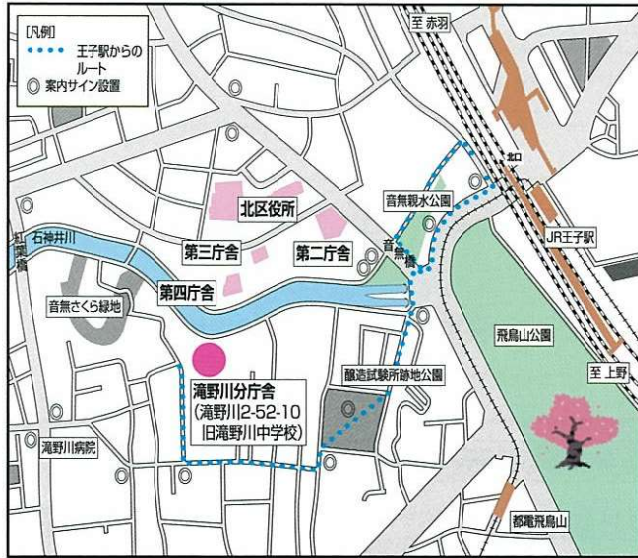 [凡例]
王子駅からの
ルート
案内サイン設置
至 赤羽
北口
音無親水公園
北区役所
JR王子駅
音無橋
石神井川
紅葉橋
第三庁舎
第二庁舎
第四庁舎
音無さくら緑地
飛鳥山公園
醸造試験所跡地公園
至 上野
滝野川分庁舎
(滝野川2-52-10
旧滝野川中学校)
滝野川病院
都電飛鳥山